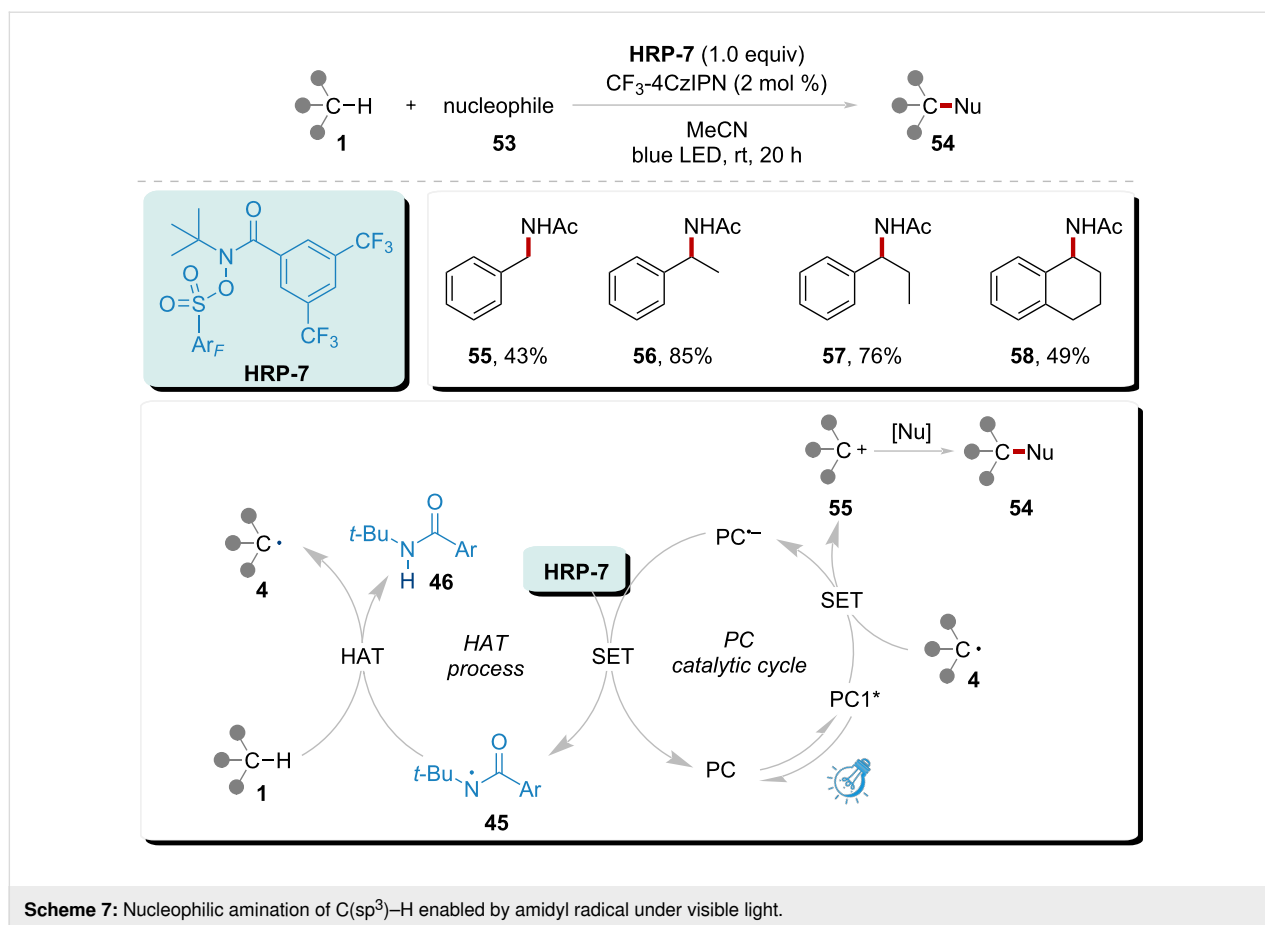 HRP-7 (1.0 equiv)
CF3-4CzIPN (2 mol %)
C–H + nucleophile C–Nu
1 53 54
MeCN
blue LED, rt, 20 h
O
N
CF3
O
O
O=S
CF3
ArF
HRP-7
NHAc NHAc NHAc NHAc
55, 43% 56, 85% 57, 76% 58, 49%
[Nu]
C+ C–Nu
55 54
C·
4
O
t-Bu
N
Ar
H 46
PC•–
HRP-7
SET
HAT
process
PC
catalytic cycle
HAT
SET
C·
4
PC1*
C–H
1
O
t-Bu
N·
Ar
45
PC
Scheme 7: Nucleophilic amination of C(sp3)–H enabled by amidyl radical under visible light.